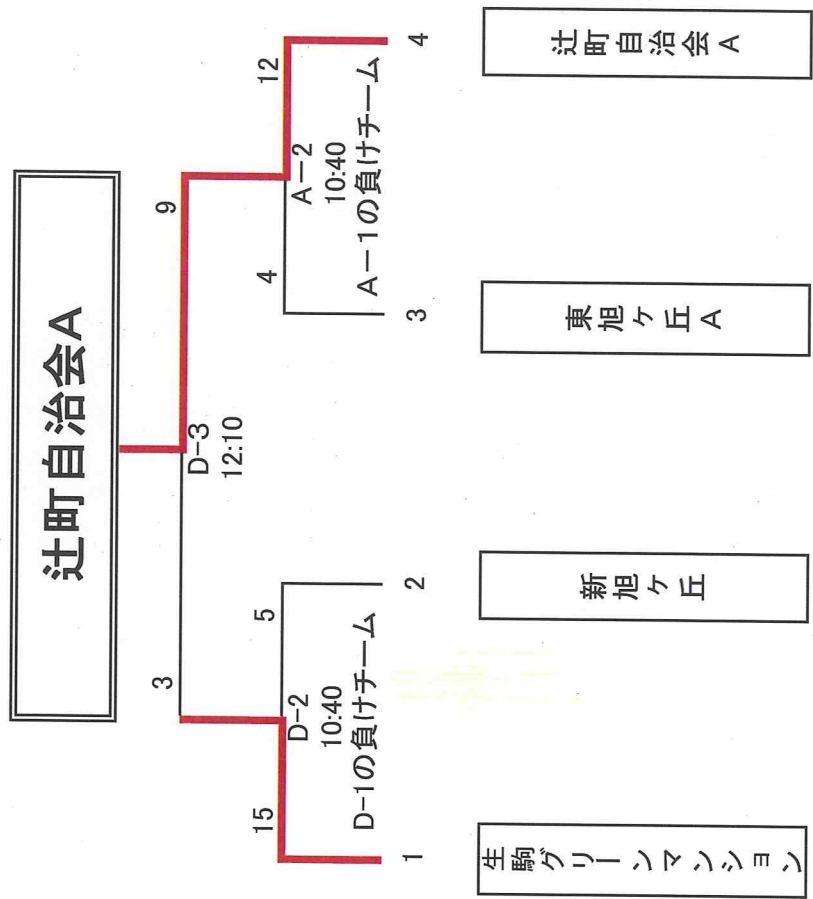 辻町自治会A
3
9
D-3
12:10
15
5
4
12
D-2
10:40
D-1の負けチーム
A-2
10:40
A-1の負けチーム
1
2
3
4
生駒グリーンマンション
新旭ケ丘
東旭ケ丘A
辻町自治会A